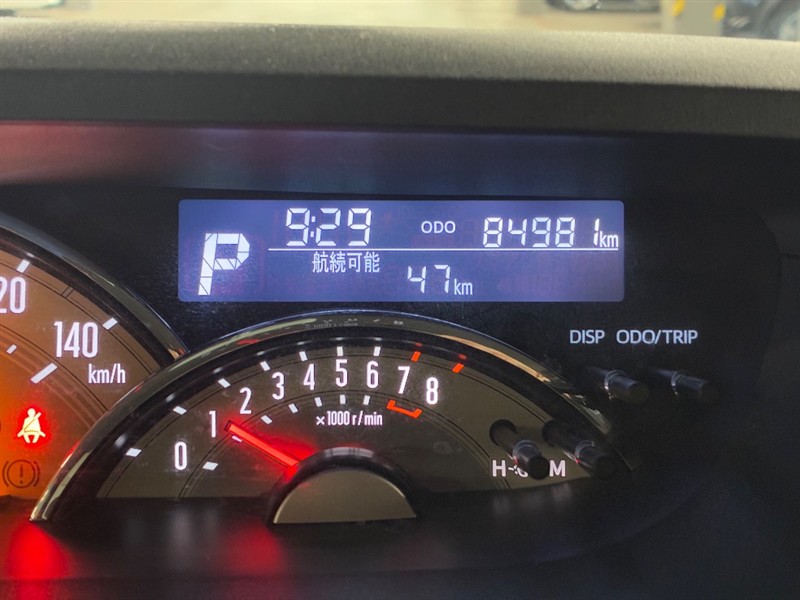 9:29 ODO 84981km
P
航続可能 47km
20
140
km/h
0 1 2 3 4 5 6 7 8
×1000 r/min
DISP ODO/TRIP
H M